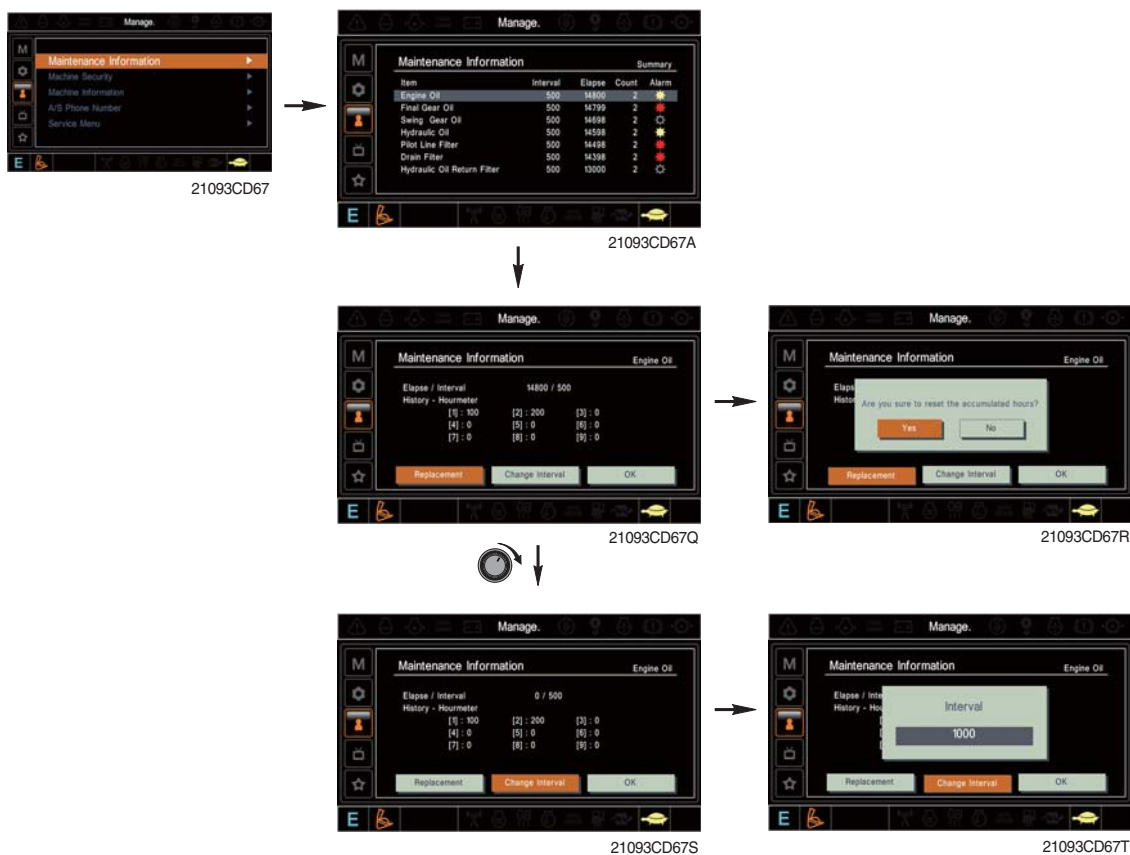 Manage.
M
Maintenance Information
Machine Security
Machine Information
A/S Phone Number
Service Menu
E
21093CD67
Manage.
M
Maintenance Information Summary
Item Interval Elapse Count Alarm
Engine Oil 500 14800 2
Final Gear Oil 500 14799 2
Swing Gear Oil 500 14698 2
Hydraulic Oil 500 14598 2
Pilot Line Filter 500 14498 2
Drain Filter 500 14398 2
Hydraulic Oil Return Filter 500 13000 2
E
21093CD67A
Manage.
M
Maintenance Information Engine Oil
Elapse / Interval 14800 / 500
History - Hourmeter
[1] : 100 [2] : 200 [3] : 0
[4] : 0 [5] : 0 [6] : 0
[7] : 0 [8] : 0 [9] : 0
Replacement Change Interval OK
E
21093CD67Q
Manage.
M
Maintenance Information Engine Oil
Elaps
Histor
Are you sure to reset the accumulated hours?
Yes No
Replacement Change Interval OK
E
21093CD67R
Manage.
M
Maintenance Information Engine Oil
Elapse / Interval 0 / 500
History - Hourmeter
[1] : 100 [2] : 200 [3] : 0
[4] : 0 [5] : 0 [6] : 0
[7] : 0 [8] : 0 [9] : 0
Replacement Change Interval OK
E
21093CD67S
Manage.
M
Maintenance Information Engine Oil
Elapse / Inte
History - Hou
Interval
1000
Replacement Change Interval OK
E
21093CD67T